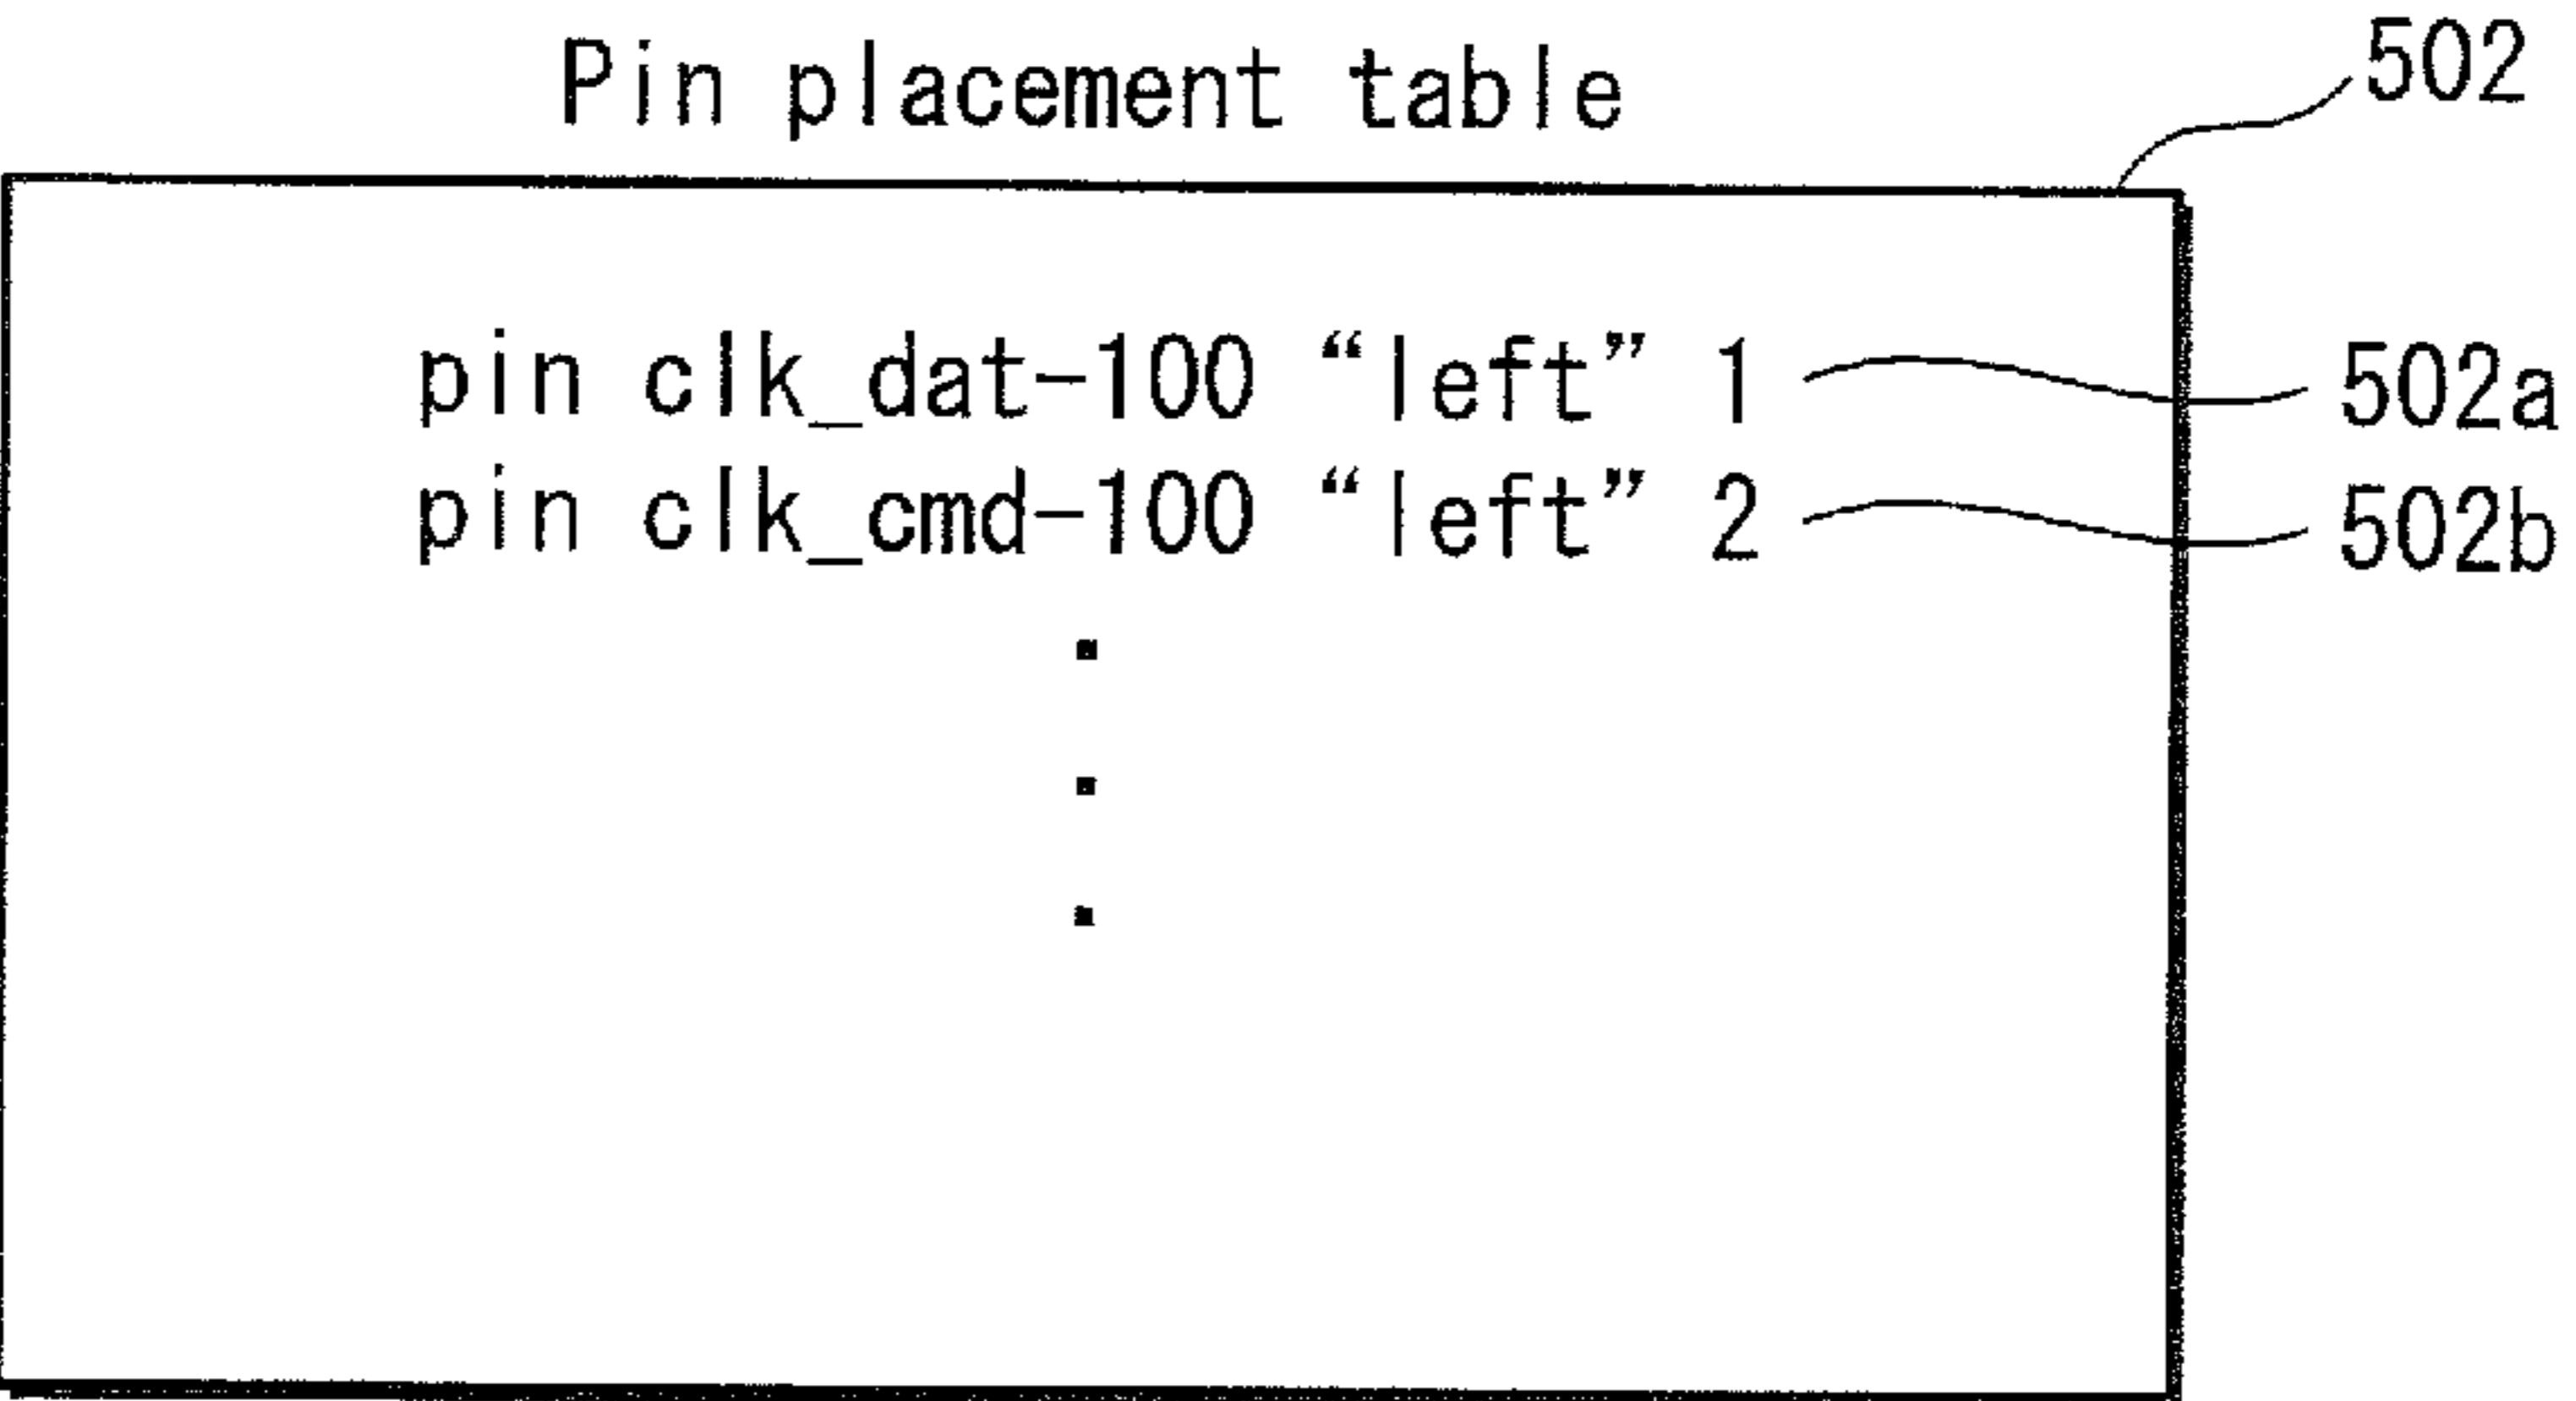 Pin placement table
502
pin clk_dat-100 “left” 1 502a
pin clk_cmd-100 “left” 2 502b